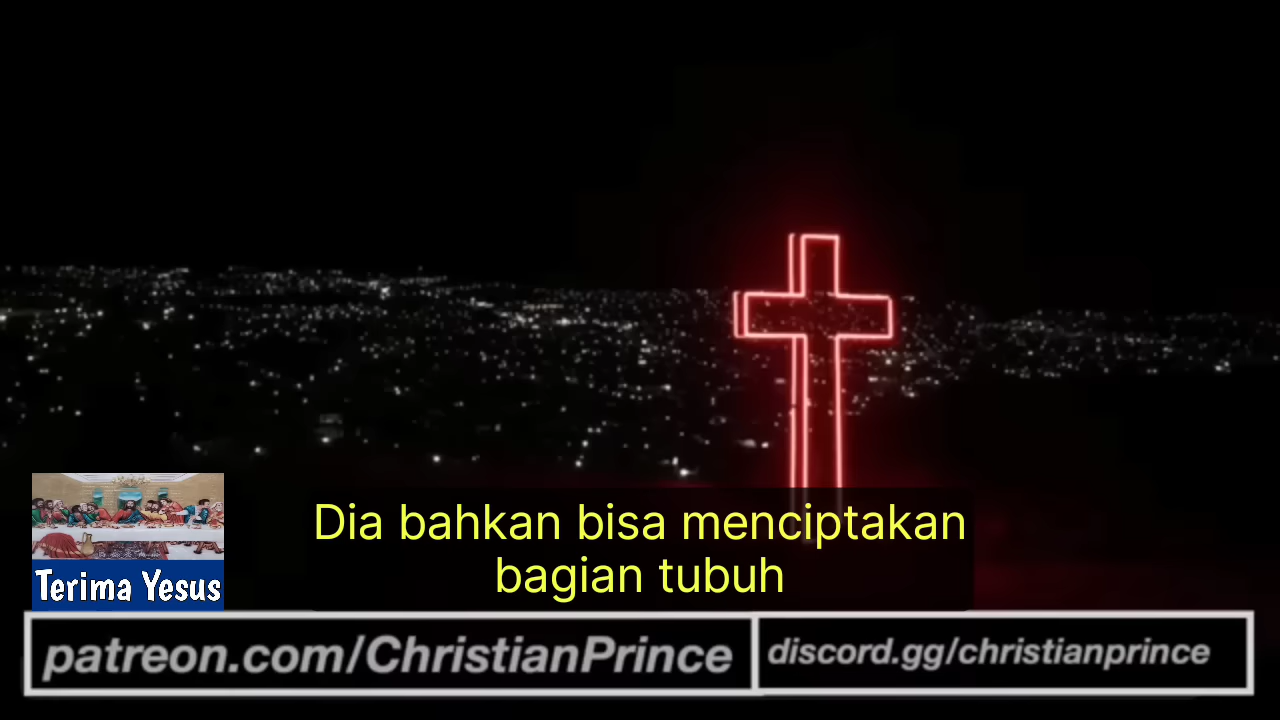 Dia bahkan bisa menciptakan
bagian tubuh
Terima Yesus
patreon.com/ChristianPrince
discord.gg/christianprince